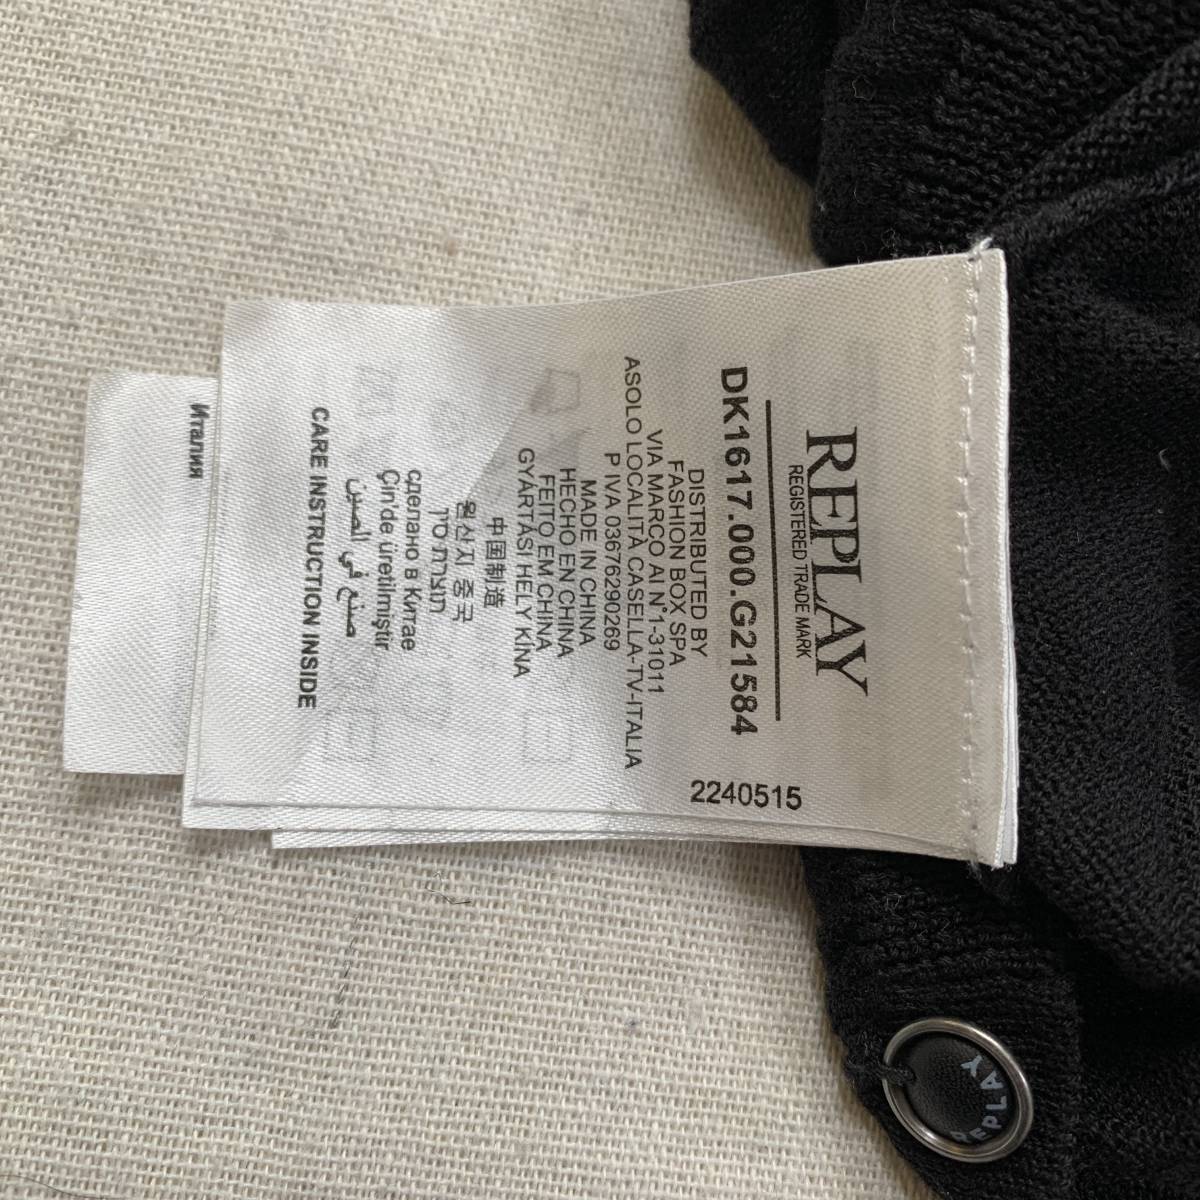 REPLAY
REGISTERED TRADE MARK
DK1617.000.G21584
2240515
DISTRIBUTED BY
FASHION BOX SPA
VIA MARCO AI N°1-31011
ASOLO LOCALITÀ CASELLA-TV-ITALIA
P IVA 03676290269
MADE IN CHINA
HECHO EN CHINA
FEITO EM CHINA
GYÁRTÁSI HELY KÍNA
中国制造
원산지 중국
תוצרת סין
сделано в Китае
Çin'de üretilmiştir
صنع في الصين
CARE INSTRUCTION INSIDE
Италия
REPLAY